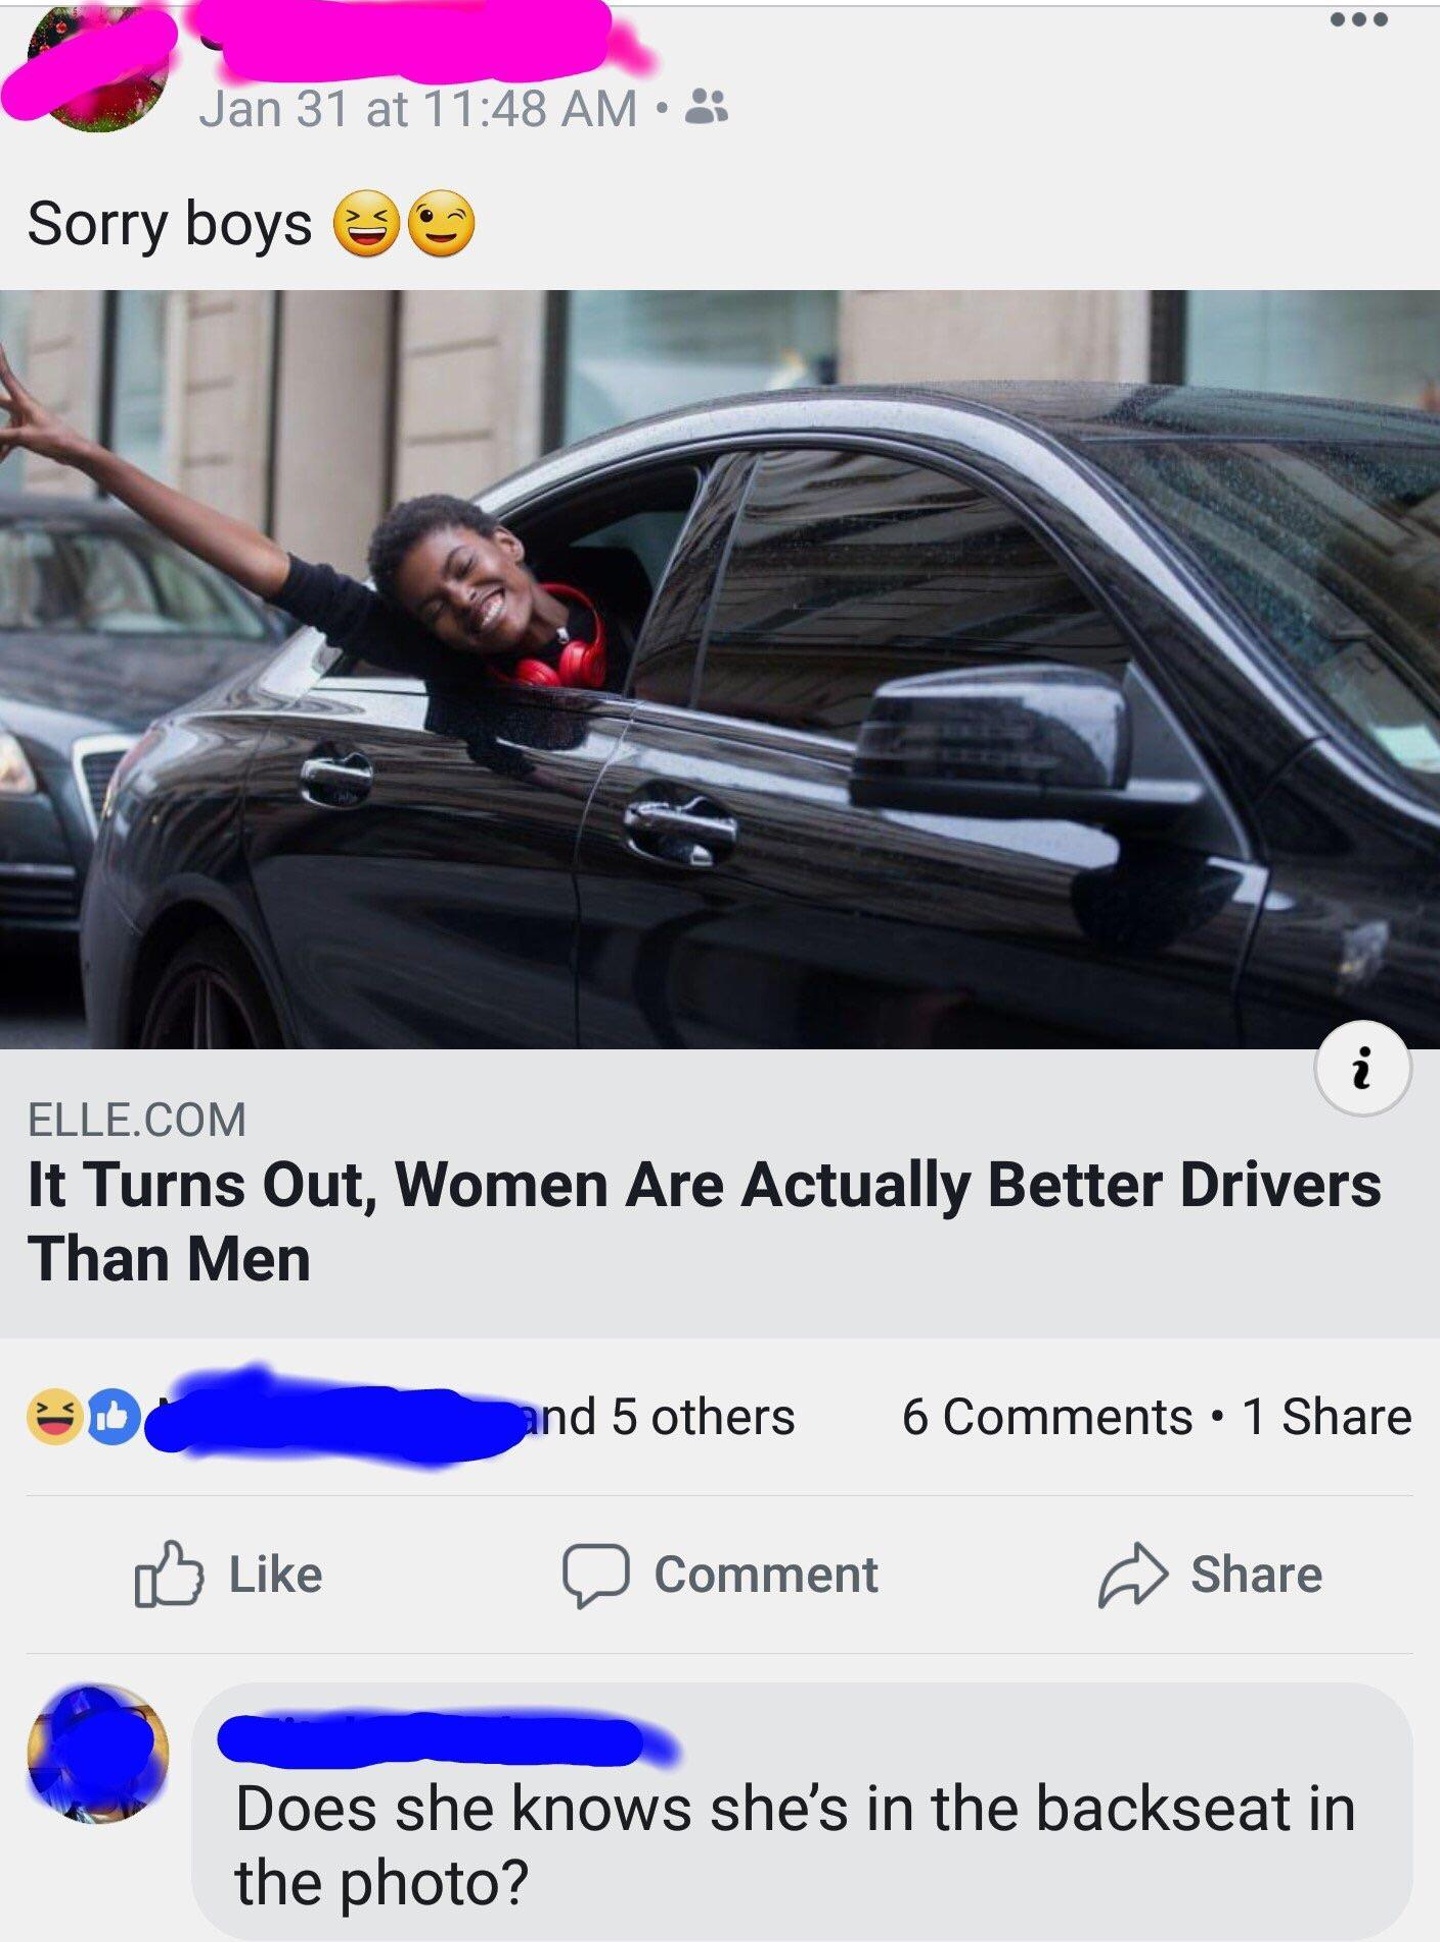 Jan 31 at 11:48 AM •
Sorry boys 😆😉
ELLE.COM
It Turns Out, Women Are Actually Better Drivers
Than Men
and 5 others 6 Comments • 1 Share
Like Comment Share
Does she knows she's in the backseat in
the photo?